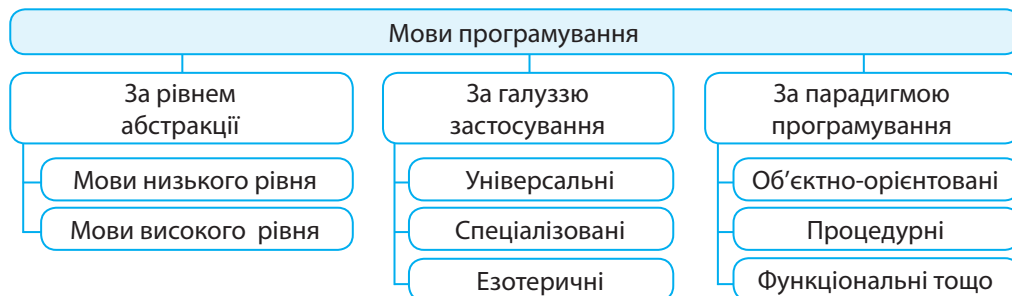 Мови програмування
За рівнем
абстракції
Мови низького рівня
Мови високого рівня
За галуззю
застосування
Універсальні
Спеціалізовані
Езотеричні
За парадигмою
програмування
Об’єктно-орієнтовані
Процедурні
Функціональні тощо